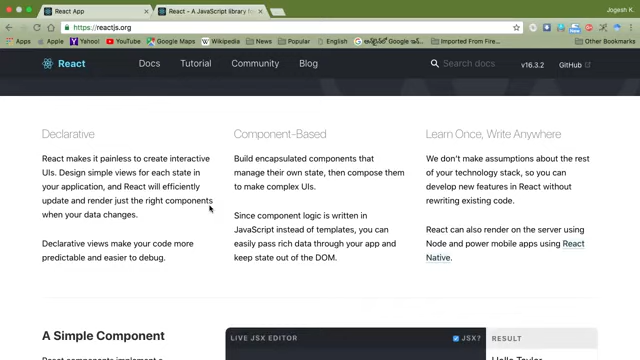 React App
React – A JavaScript library fo
Jogesh K.
https://reactjs.org
Apps
Apple
Yahoo!
YouTube
Google Maps
Wikipedia
News
Popular
English
Imported From Fire...
Other Bookmarks
React
Docs
Tutorial
Community
Blog
Search docs
v16.3.2
GitHub
Declarative
React makes it painless to create interactive
UIs. Design simple views for each state in
your application, and React will efficiently
update and render just the right components
when your data changes.
Declarative views make your code more
predictable and easier to debug.
Component-Based
Build encapsulated components that
manage their own state, then compose them
to make complex UIs.
Since component logic is written in
JavaScript instead of templates, you can
easily pass rich data through your app and
keep state out of the DOM.
Learn Once, Write Anywhere
We don't make assumptions about the rest
of your technology stack, so you can
develop new features in React without
rewriting existing code.
React can also render on the server using
Node and power mobile apps using React
Native.
A Simple Component
React components implement a
LIVE JSX EDITOR
JSX?
RESULT
Hello Taylor